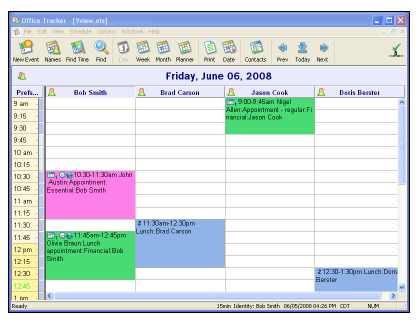 Office Tracker - [9view.ots]
File Edit View Schedule Options Windows Help
New Event Names Find Time Find Day Week Month Planner Print Date Contacts Prev Today Next
Friday, June 06, 2008
Prefs... Bob Smith Brad Carson Jason Cook Doris Berster
9 am
9:15
9:30
9:45
10 am
10:15
10:30
10:45
11 am
11:15
11:30
11:45
12 pm
12:15
12:30
12:45
1 pm
10:30-11:30am John
Austin:Appointment:
Essential:Bob Smith
11:45am-12:45pm
Olivia Braun:Lunch
appointment:Financial:Bob
Smith
11:30am-12:30pm
Lunch:Brad Carson
9:00-9:45am Nigel
Allen:Appointment - regular:Fi
nancial:Jason Cook
12:30-1:30pm Lunch:Doris
Berster
Ready 15min Identity: Bob Smith 06/05/2008 04:26 PM CDT NUM